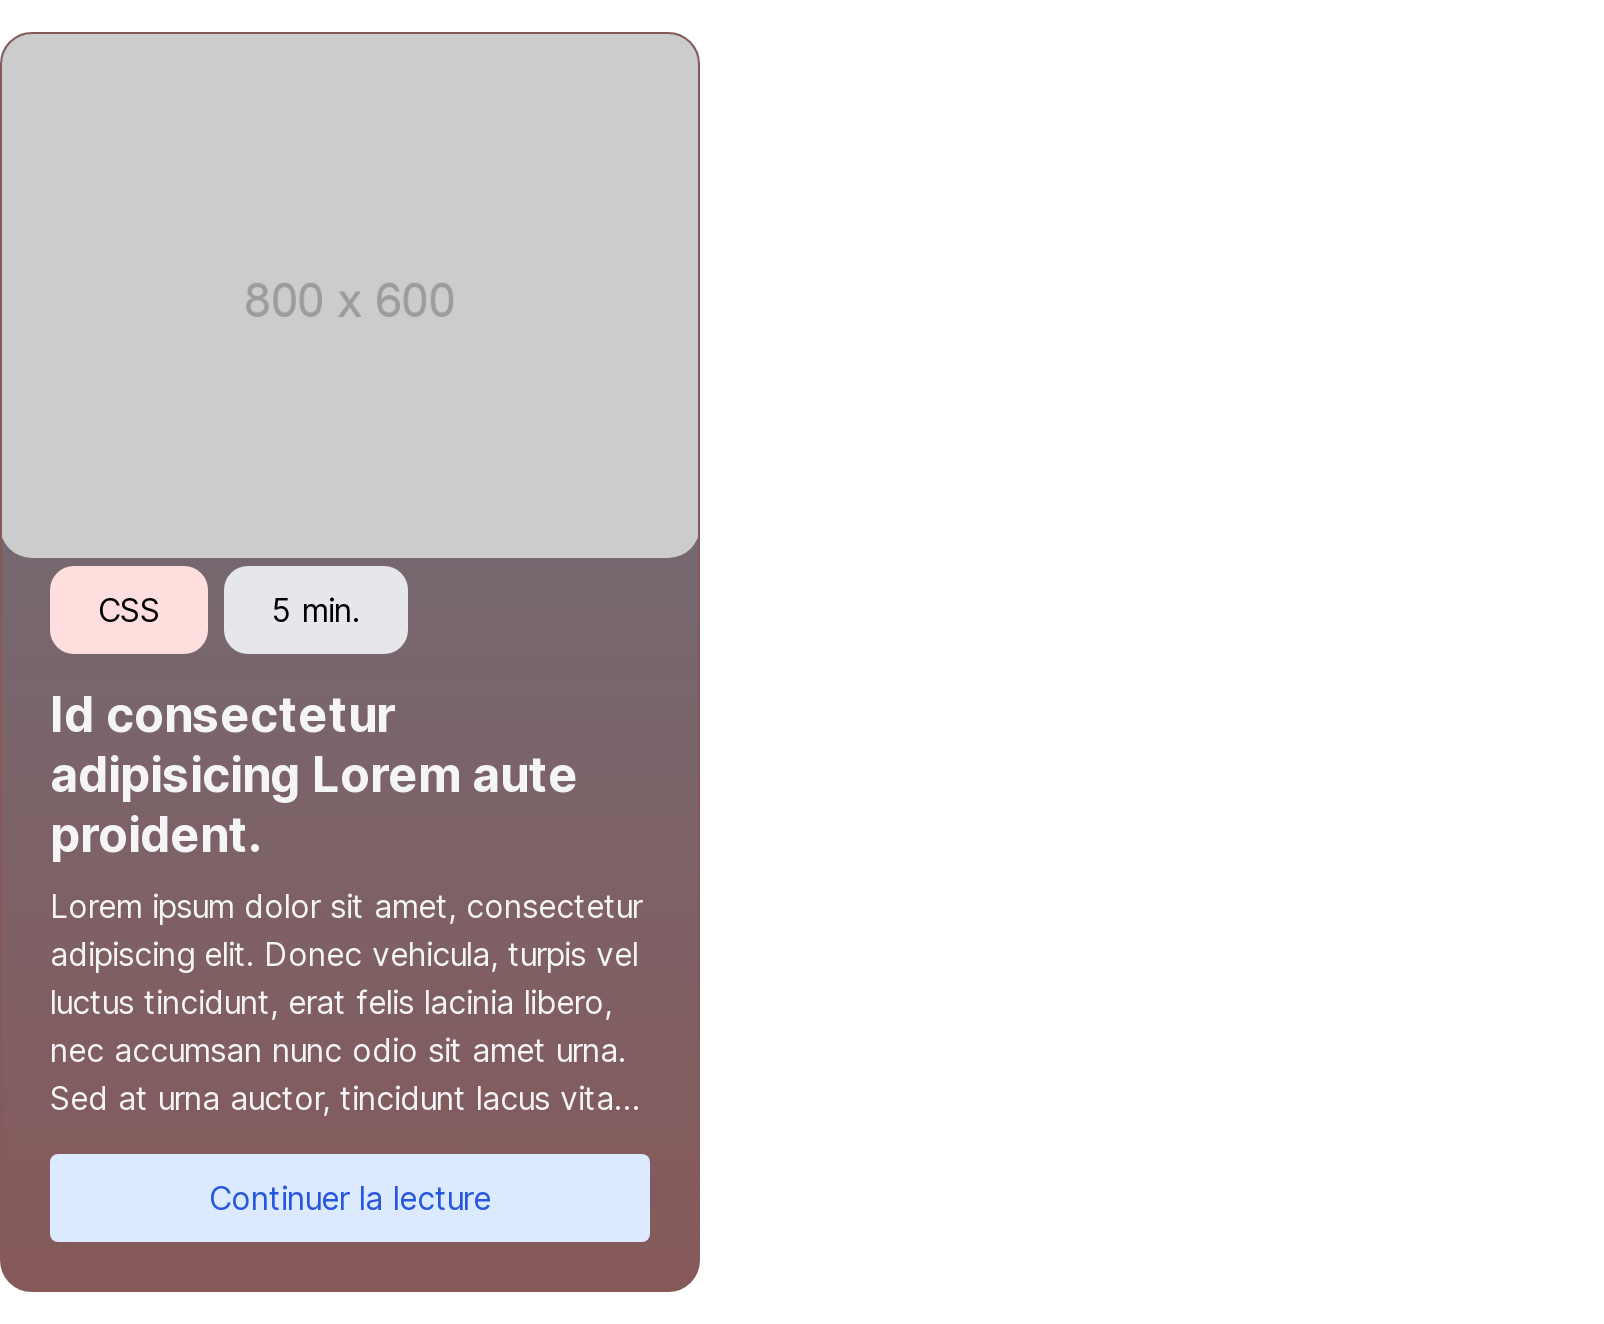 800 x 600
CSS
5 min.
Id consectetur
adipisicing Lorem aute
proident.
Lorem ipsum dolor sit amet, consectetur
adipiscing elit. Donec vehicula, turpis vel
luctus tincidunt, erat felis lacinia libero,
nec accumsan nunc odio sit amet urna.
Sed at urna auctor, tincidunt lacus vita…
Continuer la lecture